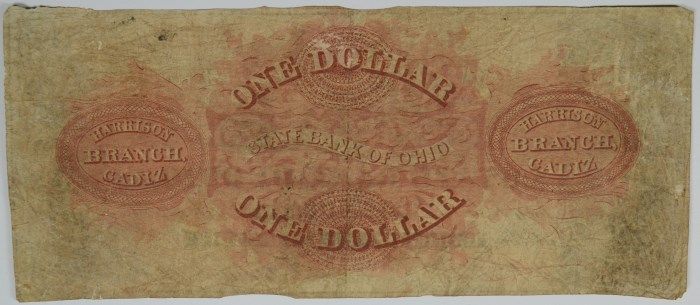 ONE DOLLAR
HARRISON
BRANCH,
CADIZ.
STATE BANK OF OHIO
HARRISON
BRANCH,
CADIZ.
ONE DOLLAR